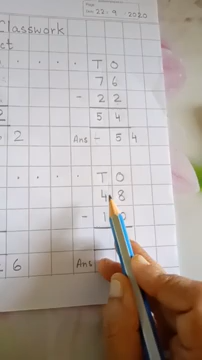 22.9.2020
Classwork
T O
7 6
- 2 2
5 4
2 Ans - 5 4
T O
4 8
- 1
6 Ans